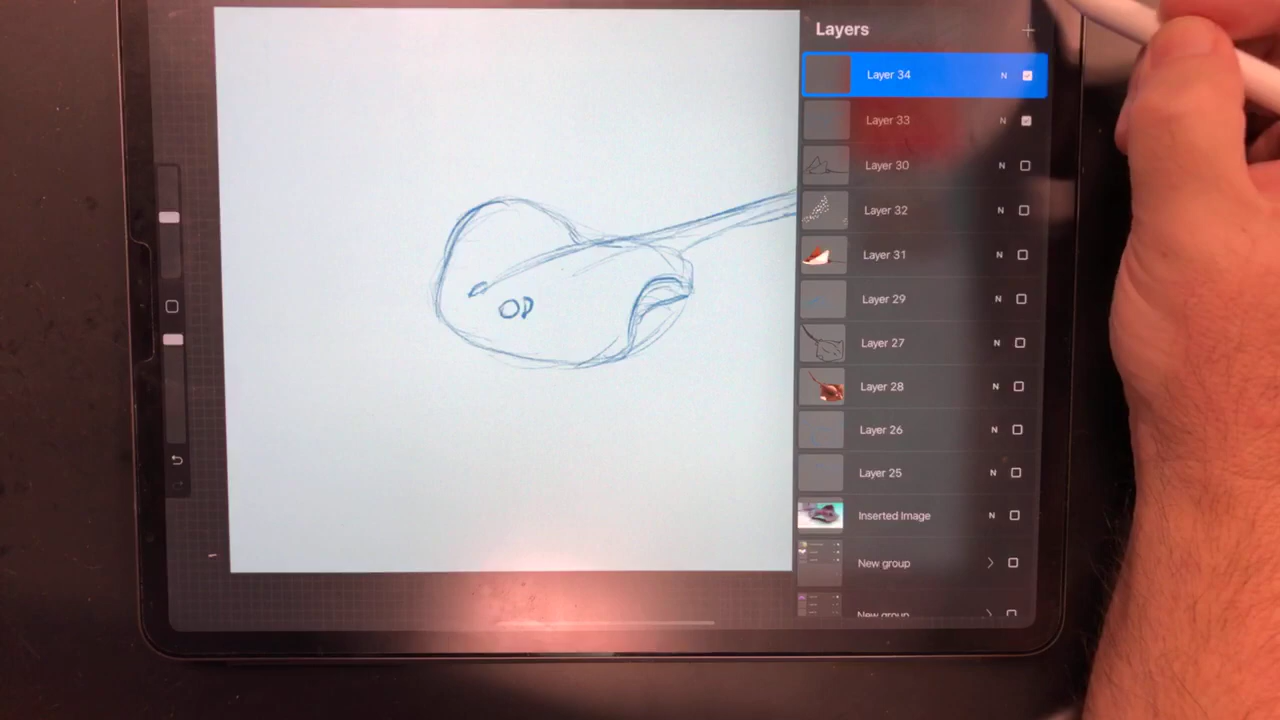 Layers
Layer 34 N
Layer 33 N
Layer 30 N
Layer 32 N
Layer 31 N
Layer 29 N
Layer 27 N
Layer 28 N
Layer 26 N
Layer 25 N
Inserted Image N
New group
New group